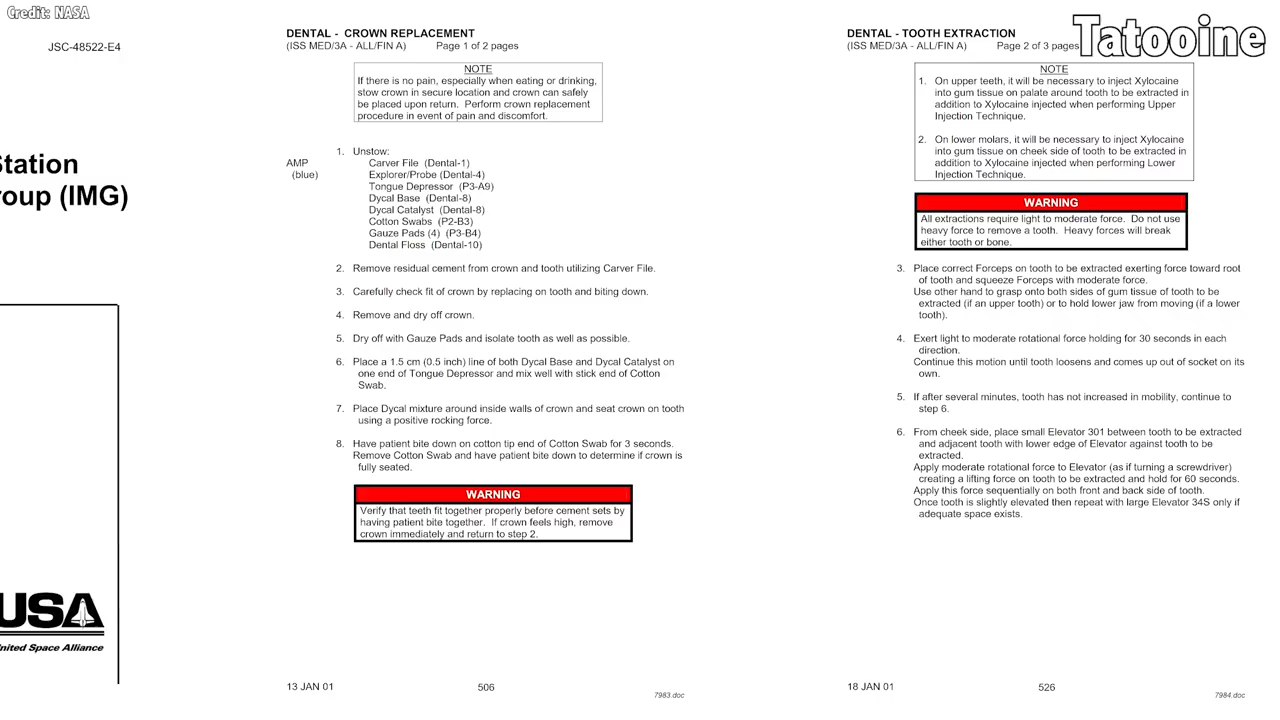 Credit: NASA
JSC-48522-E4
Station
roup (IMG)
USA
United Space Alliance
DENTAL - CROWN REPLACEMENT
(ISS MED/3A - ALL/FIN A) Page 1 of 2 pages
NOTE
If there is no pain, especially when eating or drinking,
stow crown in secure location and crown can safely
be placed upon return. Perform crown replacement
procedure in event of pain and discomfort.
1. Unstow:
AMP Carver File (Dental-1)
(blue) Explorer/Probe (Dental-4)
Tongue Depressor (P3-A9)
Dycal Base (Dental-8)
Dycal Catalyst (Dental-8)
Cotton Swabs (P2-B3)
Gauze Pads (4) (P3-B4)
Dental Floss (Dental-10)
2. Remove residual cement from crown and tooth utilizing Carver File.
3. Carefully check fit of crown by replacing on tooth and biting down.
4. Remove and dry off crown.
5. Dry off with Gauze Pads and isolate tooth as well as possible.
6. Place a 1.5 cm (0.5 inch) line of both Dycal Base and Dycal Catalyst on
one end of Tongue Depressor and mix well with stick end of Cotton
Swab.
7. Place Dycal mixture around inside walls of crown and seat crown on tooth
using a positive rocking force.
8. Have patient bite down on cotton tip end of Cotton Swab for 3 seconds.
Remove Cotton Swab and have patient bite down to determine if crown is
fully seated.
WARNING
Verify that teeth fit together properly before cement sets by
having patient bite together. If crown feels high, remove
crown immediately and return to step 2.
13 JAN 01 506
7983.doc
DENTAL - TOOTH EXTRACTION
(ISS MED/3A - ALL/FIN A) Page 2 of 3 pages
Tatooine
NOTE
1. On upper teeth, it will be necessary to inject Xylocaine
into gum tissue on palate around tooth to be extracted in
addition to Xylocaine injected when performing Upper
Injection Technique.
2. On lower molars, it will be necessary to inject Xylocaine
into gum tissue on cheek side of tooth to be extracted in
addition to Xylocaine injected when performing Lower
Injection Technique.
WARNING
All extractions require light to moderate force. Do not use
heavy force to remove a tooth. Heavy forces will break
either tooth or bone.
3. Place correct Forceps on tooth to be extracted exerting force toward root
of tooth and squeeze Forceps with moderate force.
Use other hand to grasp onto both sides of gum tissue of tooth to be
extracted (if an upper tooth) or to hold lower jaw from moving (if a lower
tooth).
4. Exert light to moderate rotational force holding for 30 seconds in each
direction.
Continue this motion until tooth loosens and comes up out of socket on its
own.
5. If after several minutes, tooth has not increased in mobility, continue to
step 6.
6. From cheek side, place small Elevator 301 between tooth to be extracted
and adjacent tooth with lower edge of Elevator against tooth to be
extracted.
Apply moderate rotational force to Elevator (as if turning a screwdriver)
creating a lifting force on tooth to be extracted and hold for 60 seconds.
Apply this force sequentially on both front and back side of tooth.
Once tooth is slightly elevated then repeat with large Elevator 34S only if
adequate space exists.
18 JAN 01 526
7984.doc